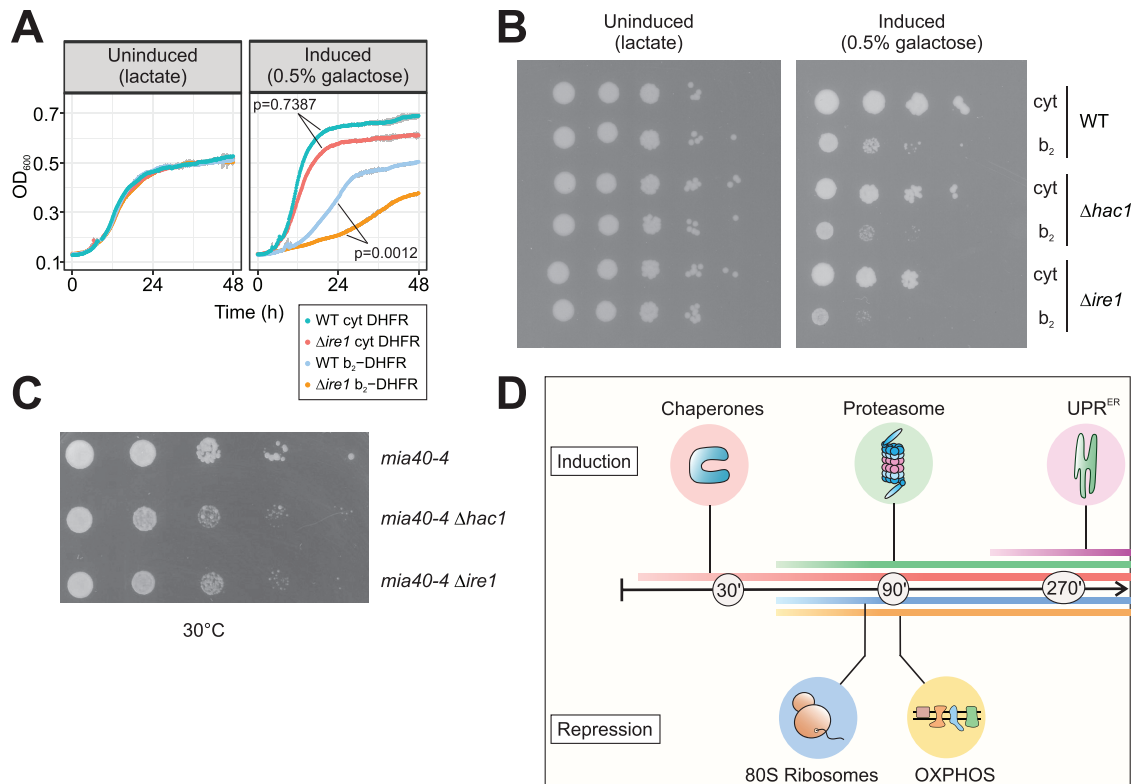 A
Uninduced
(lactate)
Induced
(0.5% galactose)
p=0.7387
p=0.0012
OD600
0.7
0.5
0.3
0.1
0 24 48 0 24 48
Time (h)
WT cyt DHFR
Δire1 cyt DHFR
WT b2−DHFR
Δire1 b2−DHFR
B
Uninduced
(lactate)
Induced
(0.5% galactose)
cyt
b2
WT
cyt
b2
Δhac1
cyt
b2
Δire1
C
mia40-4
mia40-4 Δhac1
mia40-4 Δire1
30°C
D
Chaperones
Proteasome
UPRER
Induction
30'
90'
270'
Repression
80S Ribosomes
OXPHOS